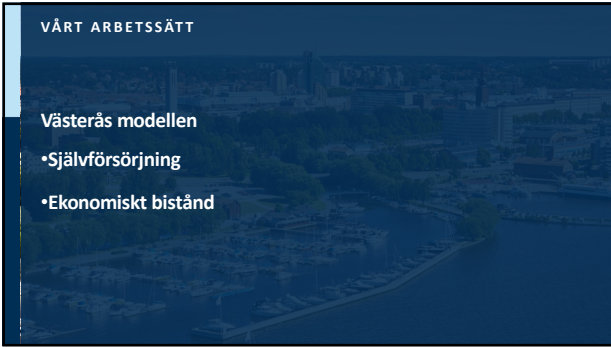 VÅRT ARBETSSÄTT
Västerås modellen
•Självförsörjning
•Ekonomiskt bistånd